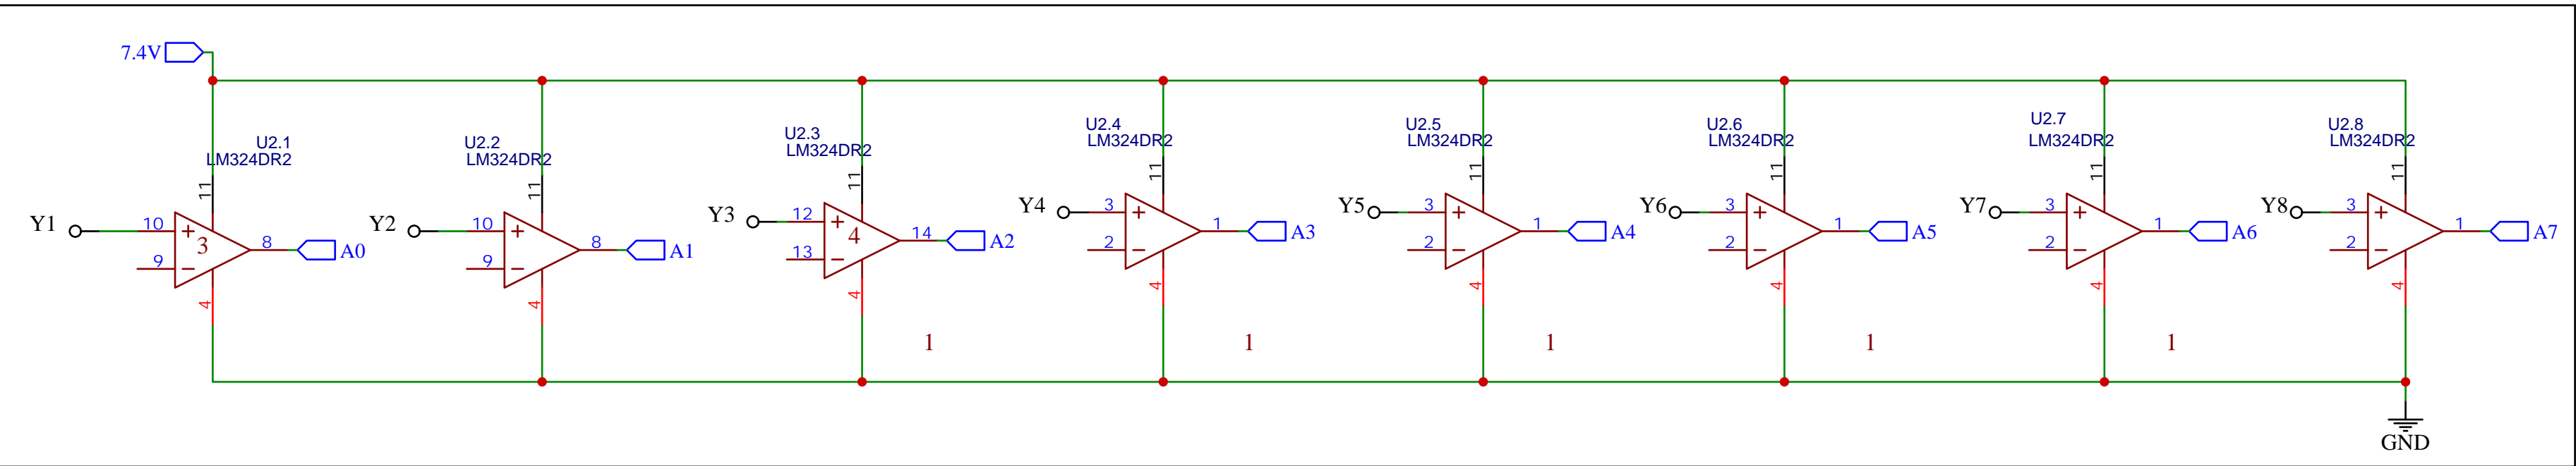 7.4V
U2.1
LM324DR2
11
Y1
10
3
9
8
A0
4
U2.2
LM324DR2
11
Y2
10
9
8
A1
4
U2.3
LM324DR2
11
Y3
12
4
13
14
A2
4
1
U2.4
LM324DR2
11
Y4
3
2
1
A3
4
1
U2.5
LM324DR2
11
Y5
3
2
1
A4
4
1
U2.6
LM324DR2
11
Y6
3
2
1
A5
4
1
U2.7
LM324DR2
11
Y7
3
2
1
A6
4
1
U2.8
LM324DR2
11
Y8
3
2
1
A7
4
GND